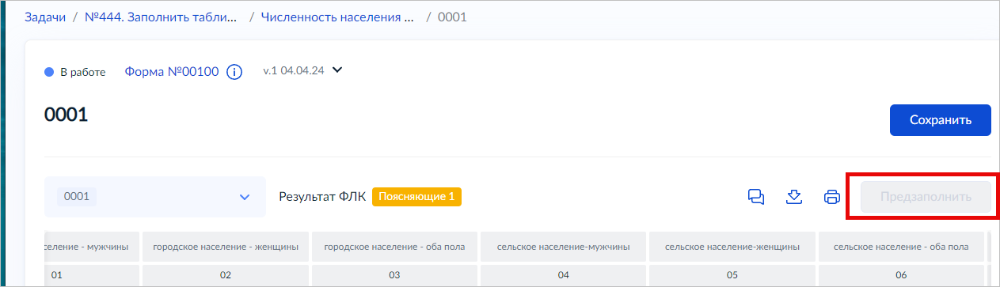 Задачи / №444. Заполнить табли... / Численность населения ... / 0001
В работе Форма №00100 v.1 04.04.24
0001
Сохранить
0001 Результат ФЛК Поясняющие 1 Предзаполнить
селение - мужчины городское население - женщины городское население - оба пола сельское население-мужчины сельское население-женщины сельское население - оба пола
01 02 03 04 05 06